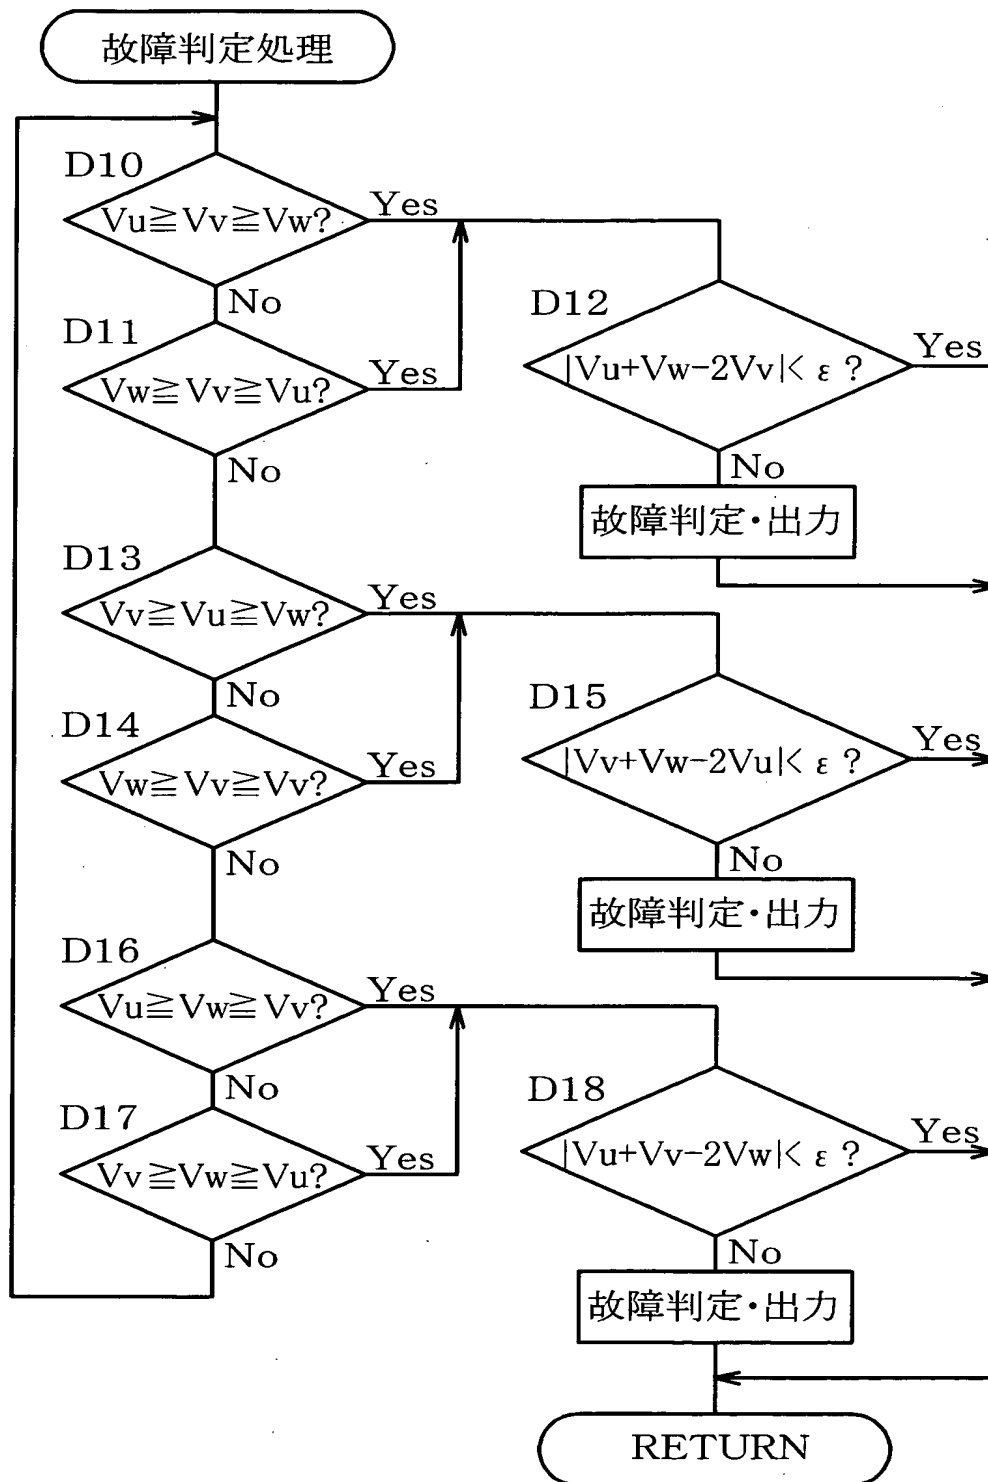 故障判定処理
D10
Vu≧Vv≧Vw?
Yes
No
D11
Vw≧Vv≧Vu?
Yes
No
D12
|Vu+Vw-2Vv|< ε ?
Yes
No
故障判定・出力
D13
Vv≧Vu≧Vw?
Yes
No
D14
Vw≧Vv≧Vv?
Yes
No
D15
|Vv+Vw-2Vu|< ε ?
Yes
No
故障判定・出力
D16
Vu≧Vw≧Vv?
Yes
No
D17
Vv≧Vw≧Vu?
Yes
No
D18
|Vu+Vv-2Vw|< ε ?
Yes
No
故障判定・出力
RETURN